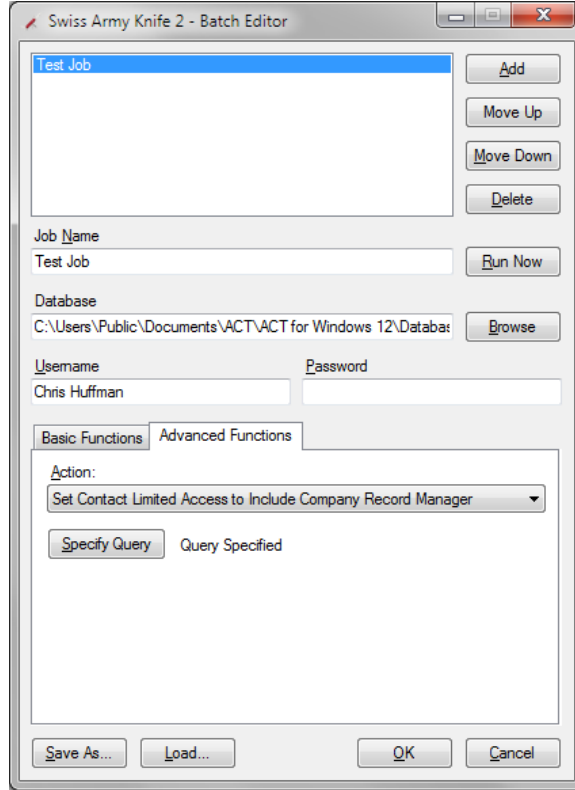 Swiss Army Knife 2 - Batch Editor
Test Job
Add
Move Up
Move Down
Delete
Job Name
Test Job
Run Now
Database
C:\Users\Public\Documents\ACT\ACT for Windows 12\Databas
Browse
Username
Password
Chris Huffman
Basic Functions
Advanced Functions
Action:
Set Contact Limited Access to Include Company Record Manager
Specify Query
Query Specified
Save As...
Load...
OK
Cancel